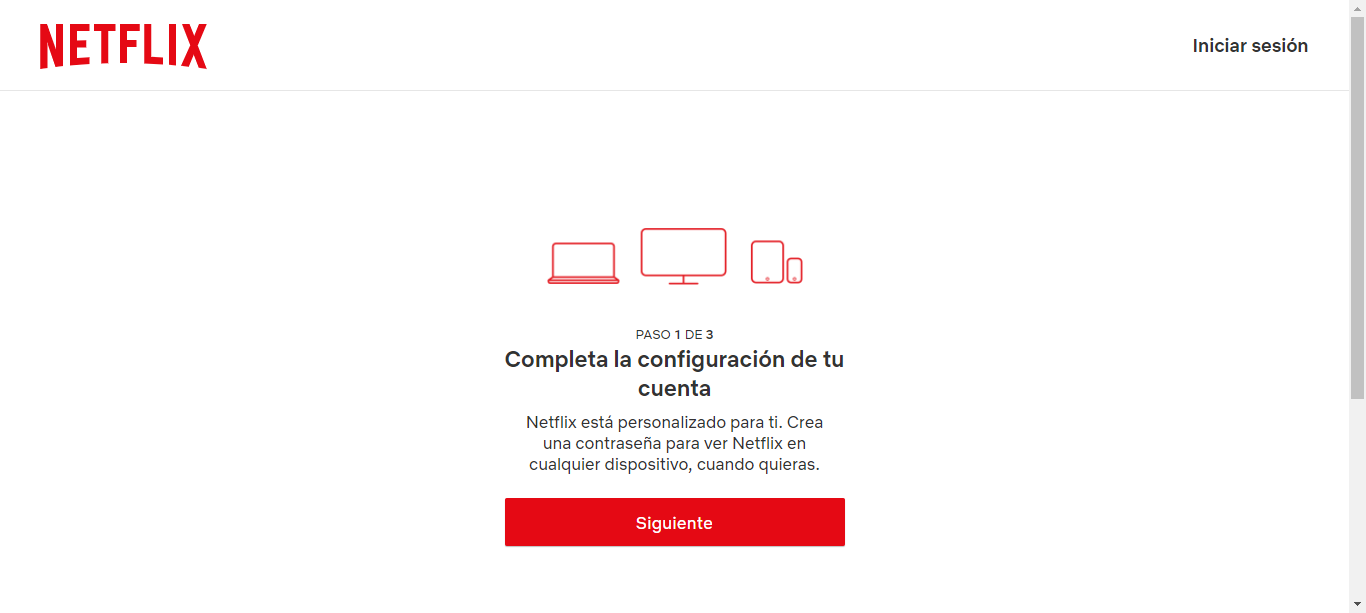 NETFLIX
Iniciar sesión
PASO 1 DE 3
Completa la configuración de tu
cuenta
Netflix está personalizado para ti. Crea
una contraseña para ver Netflix en
cualquier dispositivo, cuando quieras.
Siguiente